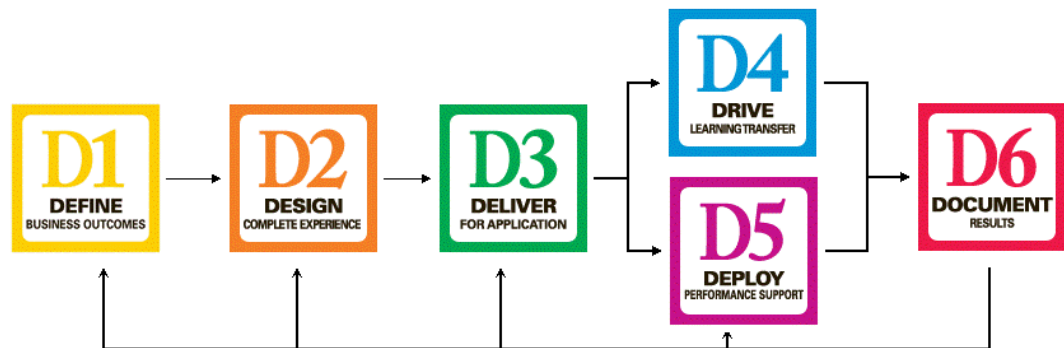 D1
DEFINE
BUSINESS OUTCOMES
D2
DESIGN
COMPLETE EXPERIENCE
D3
DELIVER
FOR APPLICATION
D4
DRIVE
LEARNING TRANSFER
D5
DEPLOY
PERFORMANCE SUPPORT
D6
DOCUMENT
RESULTS